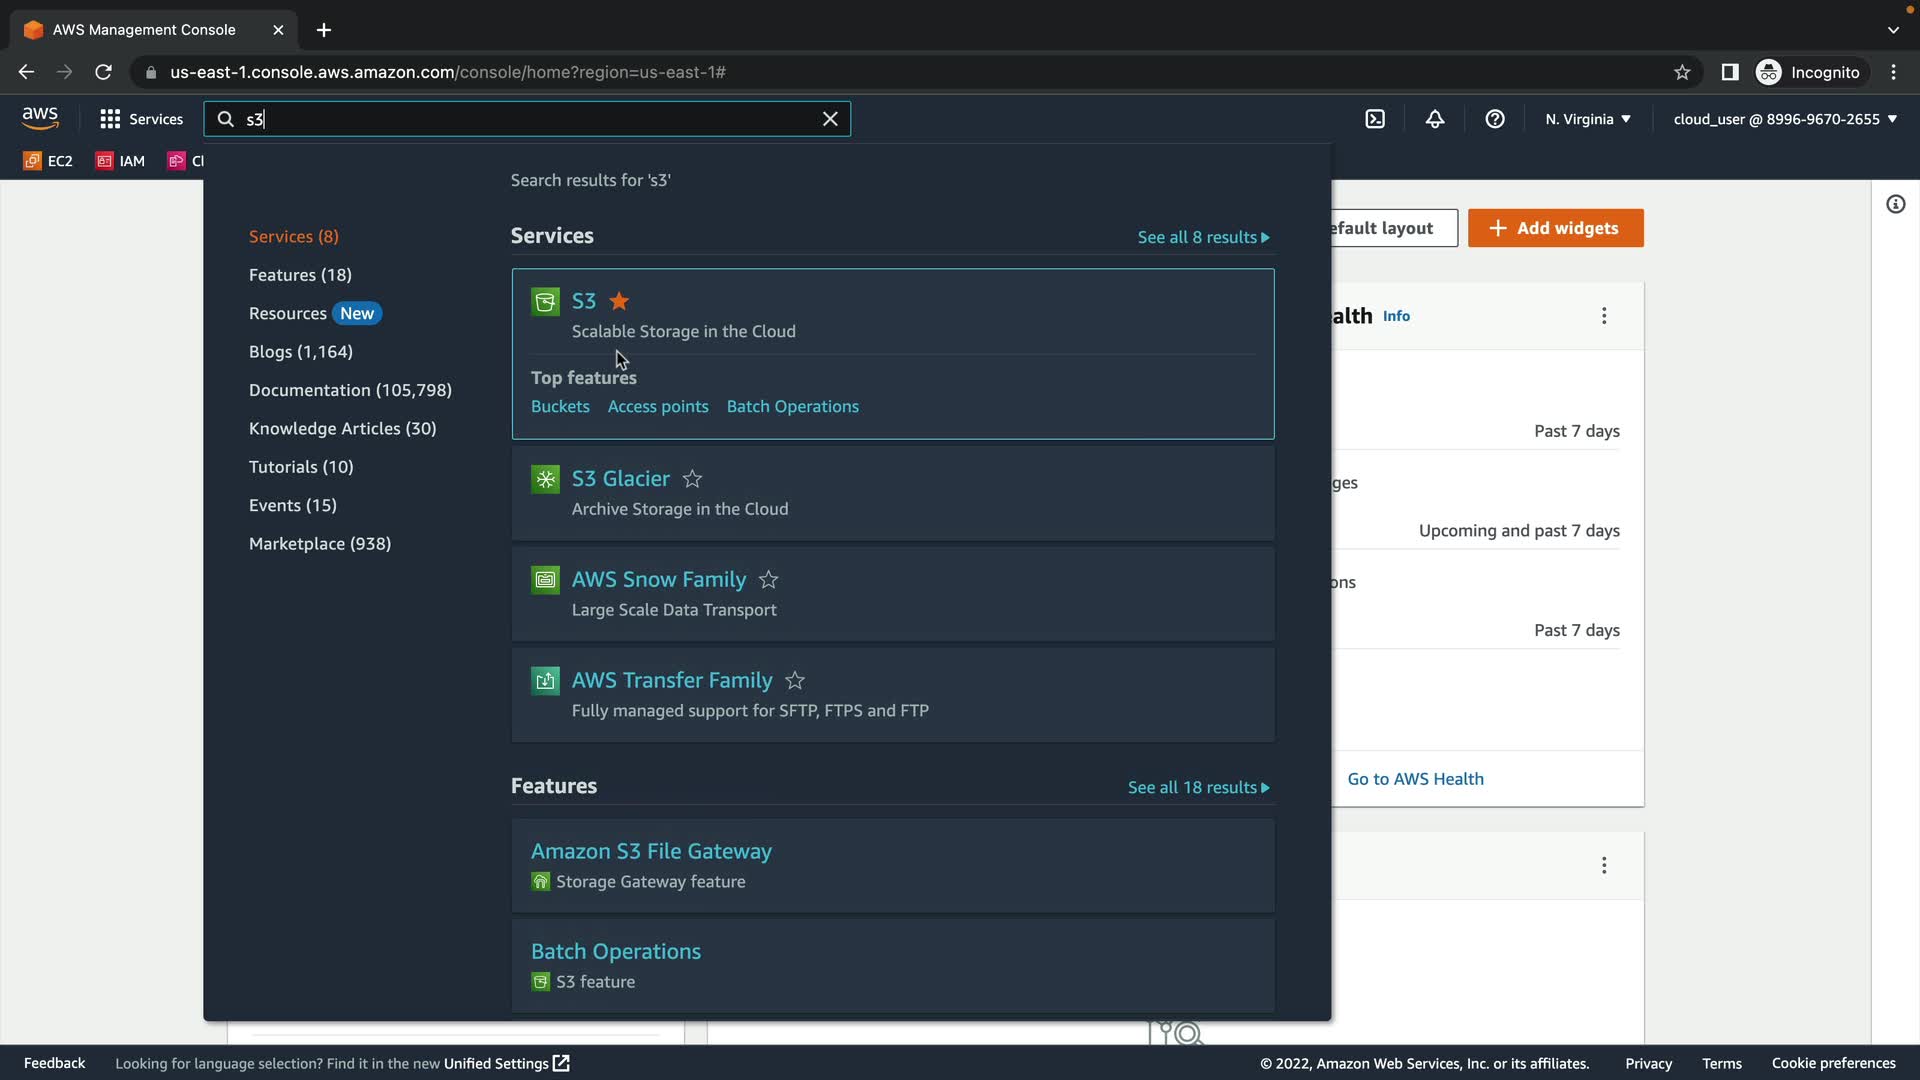 AWS Management Console
us-east-1.console.aws.amazon.com/console/home?region=us-east-1#
Incognito
aws
Services
s3
N. Virginia
cloud_user @ 8996-9670-2655
EC2
IAM
Search results for 's3'
Services (8)
Features (18)
Resources New
Blogs (1,164)
Documentation (105,798)
Knowledge Articles (30)
Tutorials (10)
Events (15)
Marketplace (938)
Services
See all 8 results
S3
Scalable Storage in the Cloud
Top features
Buckets Access points Batch Operations
S3 Glacier
Archive Storage in the Cloud
AWS Snow Family
Large Scale Data Transport
AWS Transfer Family
Fully managed support for SFTP, FTPS and FTP
Features
See all 18 results
Amazon S3 File Gateway
Storage Gateway feature
Batch Operations
S3 feature
efault layout
Add widgets
alth Info
Past 7 days
ges
Upcoming and past 7 days
ons
Past 7 days
Go to AWS Health
Feedback
Looking for language selection? Find it in the new Unified Settings
© 2022, Amazon Web Services, Inc. or its affiliates.
Privacy
Terms
Cookie preferences